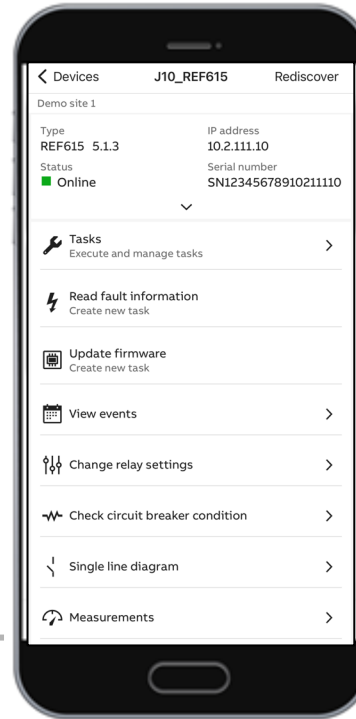 Devices J10_REF615 Rediscover
Demo site 1
Type IP address
REF615 5.1.3 10.2.111.10
Status Serial number
Online SN12345678910211110
Tasks
Execute and manage tasks
Read fault information
Create new task
Update firmware
Create new task
View events
Change relay settings
Check circuit breaker condition
Single line diagram
Measurements